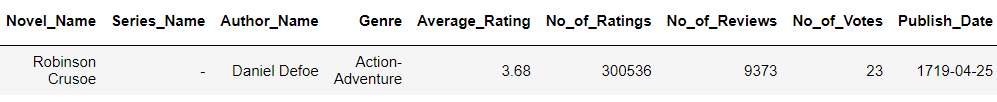 Novel_Name Series_Name Author_Name Genre Average_Rating No_of_Ratings No_of_Reviews No_of_Votes Publish_Date
Robinson Crusoe - Daniel Defoe Action-Adventure 3.68 300536 9373 23 1719-04-25